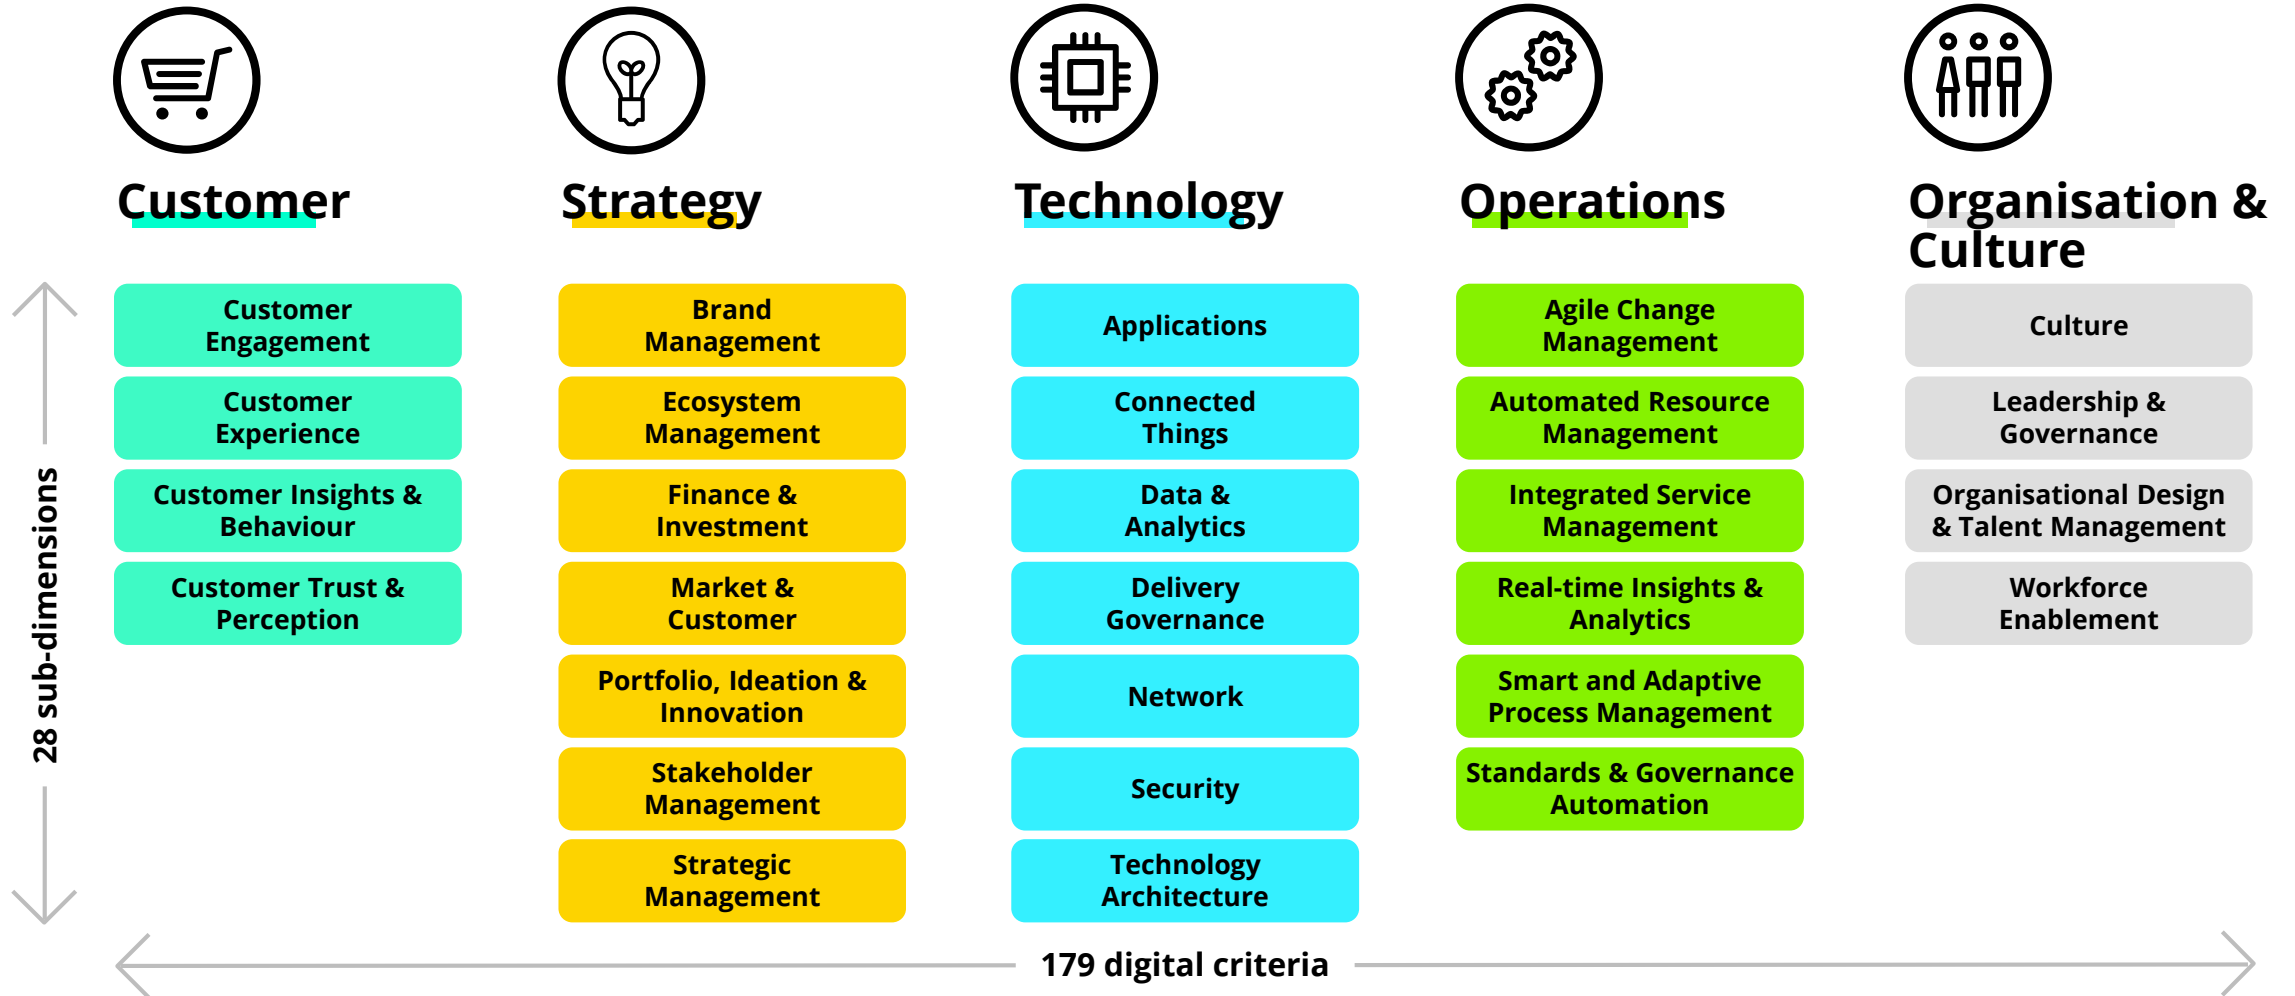 Customer
Strategy
Technology
Operations
Organisation &
Culture
28 sub-dimensions
Customer
Engagement
Customer
Experience
Customer Insights &
Behaviour
Customer Trust &
Perception
Brand
Management
Ecosystem
Management
Finance &
Investment
Market &
Customer
Portfolio, Ideation &
Innovation
Stakeholder
Management
Strategic
Management
Applications
Connected
Things
Data &
Analytics
Delivery
Governance
Network
Security
Technology
Architecture
Agile Change
Management
Automated Resource
Management
Integrated Service
Management
Real-time Insights &
Analytics
Smart and Adaptive
Process Management
Standards & Governance
Automation
Culture
Leadership &
Governance
Organisational Design
& Talent Management
Workforce
Enablement
179 digital criteria